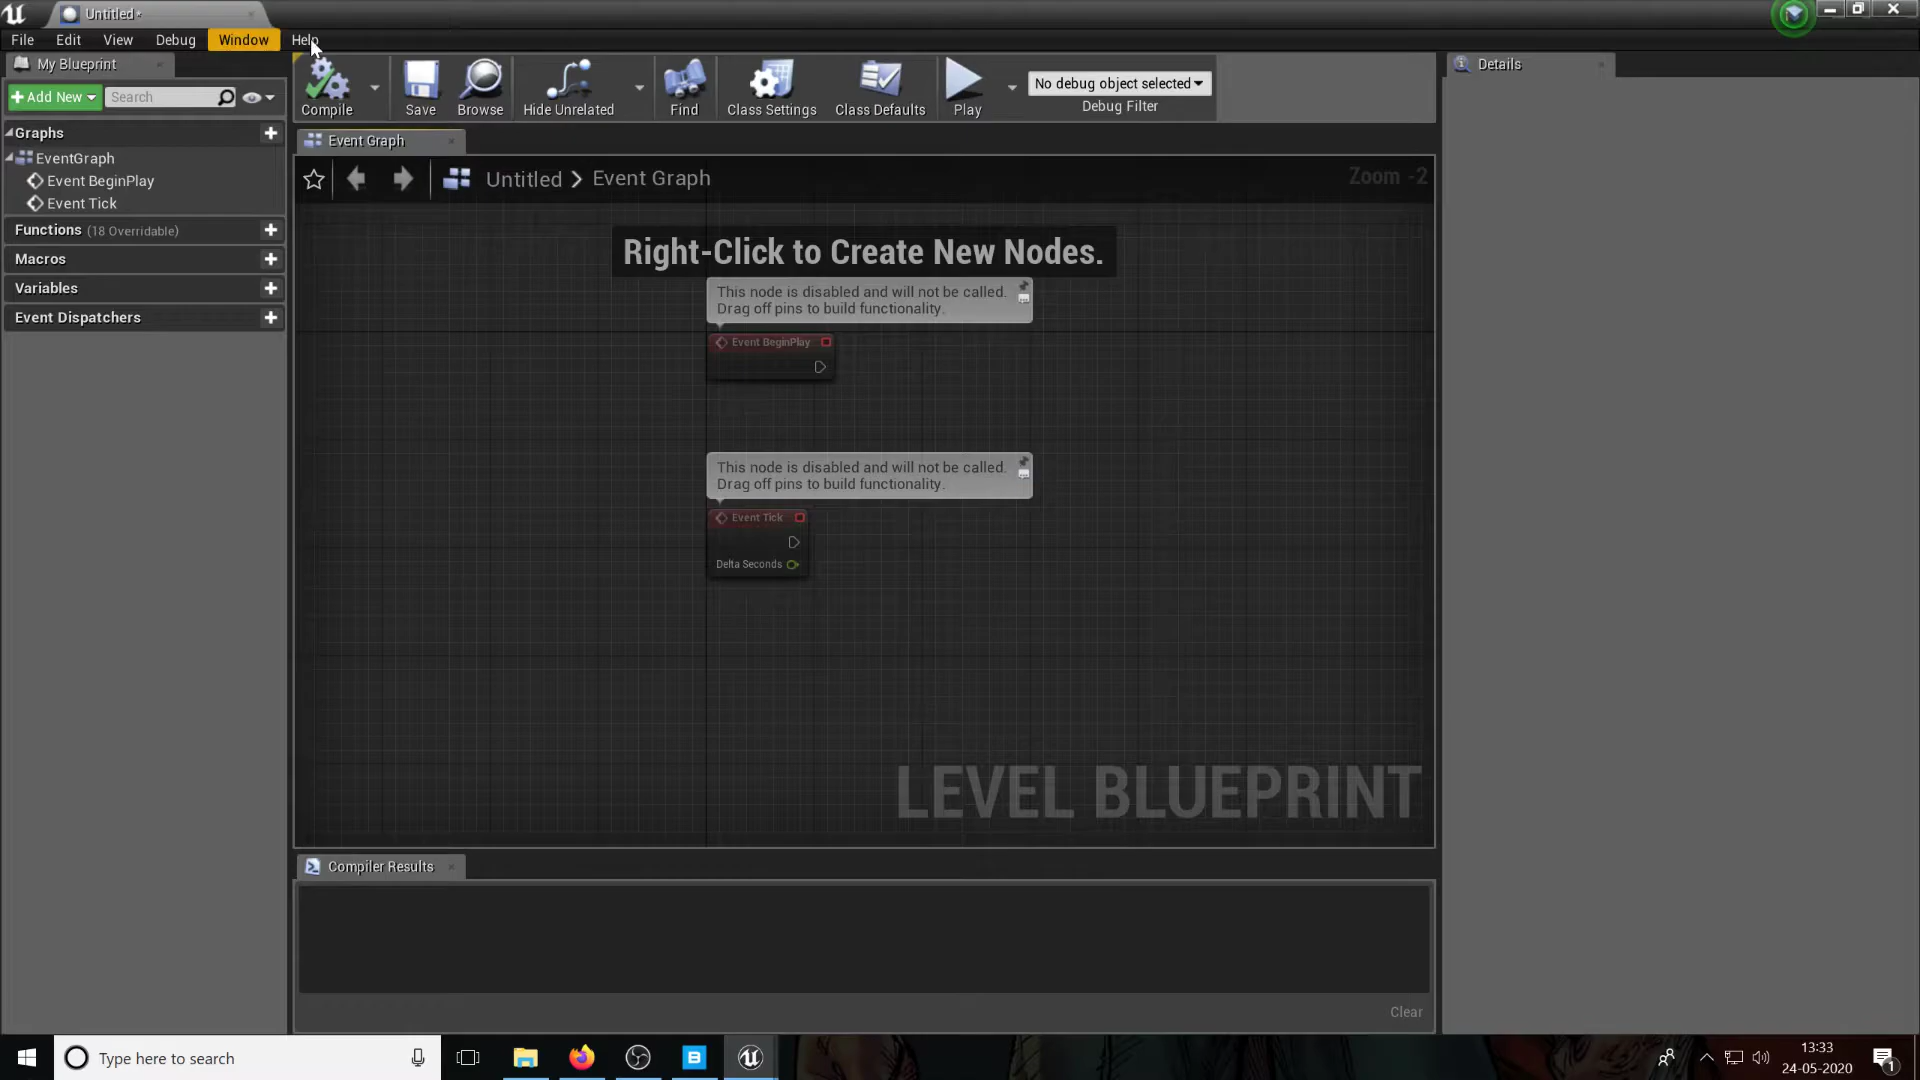 Untitled*
File Edit View Debug Window Help
My Blueprint
Add New Search
Graphs
EventGraph
Event BeginPlay
Event Tick
Functions (18 Overridable)
Macros
Variables
Event Dispatchers
Compile Save Browse Hide Unrelated Find Class Settings Class Defaults Play
No debug object selected
Debug Filter
Event Graph
Untitled > Event Graph
Zoom -2
Right-Click to Create New Nodes.
This node is disabled and will not be called.
Drag off pins to build functionality.
Event BeginPlay
This node is disabled and will not be called.
Drag off pins to build functionality.
Event Tick
Delta Seconds
LEVEL BLUEPRINT
Compiler Results
Clear
Details
Type here to search
13:33
24-05-2020
1